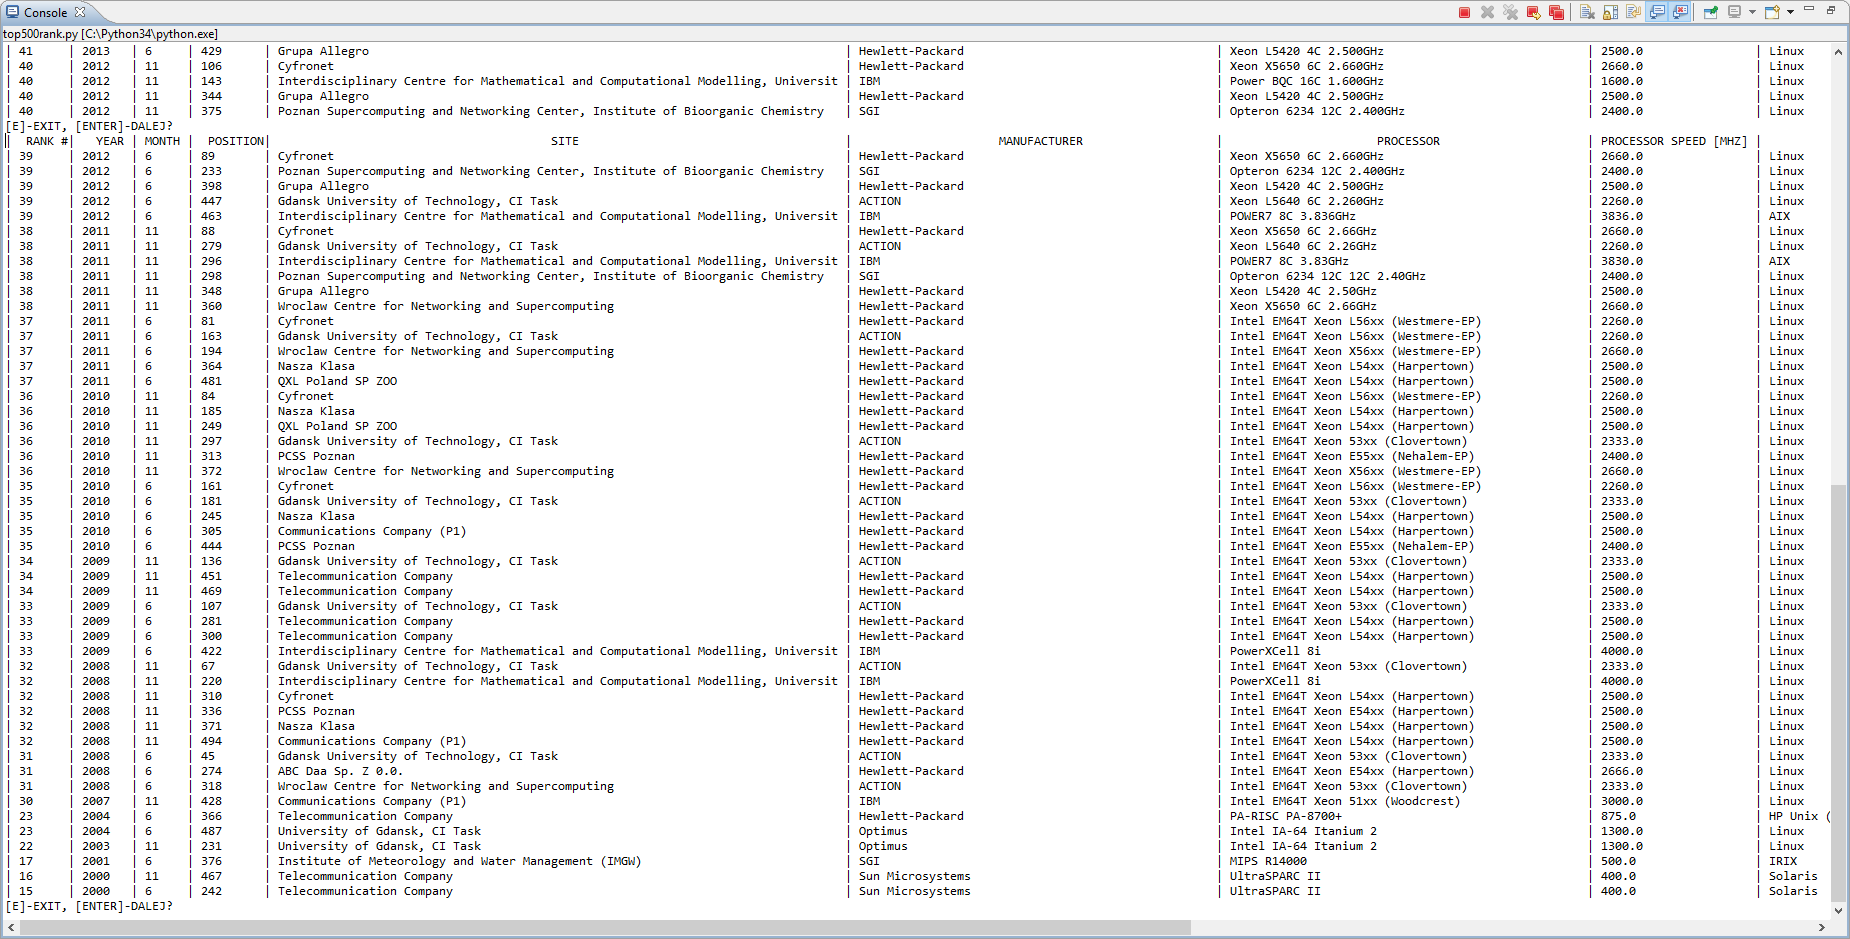 Console
top500rank.py [C:\Python34\python.exe]
| 41 | 2013 | 6 | 429 | Grupa Allegro | Hewlett-Packard | Xeon L5420 4C 2.500GHz | 2500.0 | Linux
| 40 | 2012 | 11 | 106 | Cyfronet | Hewlett-Packard | Xeon X5650 6C 2.660GHz | 2660.0 | Linux
| 40 | 2012 | 11 | 143 | Interdisciplinary Centre for Mathematical and Computational Modelling, Universit | IBM | Power BQC 16C 1.600GHz | 1600.0 | Linux
| 40 | 2012 | 11 | 344 | Grupa Allegro | Hewlett-Packard | Xeon L5420 4C 2.500GHz | 2500.0 | Linux
| 40 | 2012 | 11 | 375 | Poznan Supercomputing and Networking Center, Institute of Bioorganic Chemistry | SGI | Opteron 6234 12C 2.400GHz | 2400.0 | Linux
[E]-EXIT, [ENTER]-DALEJ?
| RANK #| YEAR | MONTH | POSITION| SITE | MANUFACTURER | PROCESSOR | PROCESSOR SPEED [MHZ] |
| 39 | 2012 | 6 | 89 | Cyfronet | Hewlett-Packard | Xeon X5650 6C 2.660GHz | 2660.0 | Linux
| 39 | 2012 | 6 | 233 | Poznan Supercomputing and Networking Center, Institute of Bioorganic Chemistry | SGI | Opteron 6234 12C 2.400GHz | 2400.0 | Linux
| 39 | 2012 | 6 | 398 | Grupa Allegro | Hewlett-Packard | Xeon L5420 4C 2.500GHz | 2500.0 | Linux
| 39 | 2012 | 6 | 447 | Gdansk University of Technology, CI Task | ACTION | Xeon L5640 6C 2.260GHz | 2260.0 | Linux
| 39 | 2012 | 6 | 463 | Interdisciplinary Centre for Mathematical and Computational Modelling, Universit | IBM | POWER7 8C 3.836GHz | 3836.0 | AIX
| 38 | 2011 | 11 | 88 | Cyfronet | Hewlett-Packard | Xeon X5650 6C 2.66GHz | 2660.0 | Linux
| 38 | 2011 | 11 | 279 | Gdansk University of Technology, CI Task | ACTION | Xeon L5640 6C 2.26GHz | 2260.0 | Linux
| 38 | 2011 | 11 | 296 | Interdisciplinary Centre for Mathematical and Computational Modelling, Universit | IBM | POWER7 8C 3.83GHz | 3830.0 | AIX
| 38 | 2011 | 11 | 298 | Poznan Supercomputing and Networking Center, Institute of Bioorganic Chemistry | SGI | Opteron 6234 12C 12C 2.40GHz | 2400.0 | Linux
| 38 | 2011 | 11 | 348 | Grupa Allegro | Hewlett-Packard | Xeon L5420 4C 2.50GHz | 2500.0 | Linux
| 38 | 2011 | 11 | 360 | Wroclaw Centre for Networking and Supercomputing | Hewlett-Packard | Xeon X5650 6C 2.66GHz | 2660.0 | Linux
| 37 | 2011 | 6 | 81 | Cyfronet | Hewlett-Packard | Intel EM64T Xeon L56xx (Westmere-EP) | 2260.0 | Linux
| 37 | 2011 | 6 | 163 | Gdansk University of Technology, CI Task | ACTION | Intel EM64T Xeon L56xx (Westmere-EP) | 2260.0 | Linux
| 37 | 2011 | 6 | 194 | Wroclaw Centre for Networking and Supercomputing | Hewlett-Packard | Intel EM64T Xeon X56xx (Westmere-EP) | 2660.0 | Linux
| 37 | 2011 | 6 | 364 | Nasza Klasa | Hewlett-Packard | Intel EM64T Xeon L54xx (Harpertown) | 2500.0 | Linux
| 37 | 2011 | 6 | 481 | QXL Poland SP ZOO | Hewlett-Packard | Intel EM64T Xeon L54xx (Harpertown) | 2500.0 | Linux
| 36 | 2010 | 11 | 84 | Cyfronet | Hewlett-Packard | Intel EM64T Xeon L56xx (Westmere-EP) | 2260.0 | Linux
| 36 | 2010 | 11 | 185 | Nasza Klasa | Hewlett-Packard | Intel EM64T Xeon L54xx (Harpertown) | 2500.0 | Linux
| 36 | 2010 | 11 | 249 | QXL Poland SP ZOO | Hewlett-Packard | Intel EM64T Xeon L54xx (Harpertown) | 2500.0 | Linux
| 36 | 2010 | 11 | 297 | Gdansk University of Technology, CI Task | ACTION | Intel EM64T Xeon 53xx (Clovertown) | 2333.0 | Linux
| 36 | 2010 | 11 | 313 | PCSS Poznan | Hewlett-Packard | Intel EM64T Xeon E55xx (Nehalem-EP) | 2400.0 | Linux
| 36 | 2010 | 11 | 372 | Wroclaw Centre for Networking and Supercomputing | Hewlett-Packard | Intel EM64T Xeon X56xx (Westmere-EP) | 2660.0 | Linux
| 35 | 2010 | 6 | 161 | Cyfronet | Hewlett-Packard | Intel EM64T Xeon L56xx (Westmere-EP) | 2260.0 | Linux
| 35 | 2010 | 6 | 181 | Gdansk University of Technology, CI Task | ACTION | Intel EM64T Xeon 53xx (Clovertown) | 2333.0 | Linux
| 35 | 2010 | 6 | 245 | Nasza Klasa | Hewlett-Packard | Intel EM64T Xeon L54xx (Harpertown) | 2500.0 | Linux
| 35 | 2010 | 6 | 305 | Communications Company (P1) | Hewlett-Packard | Intel EM64T Xeon L54xx (Harpertown) | 2500.0 | Linux
| 35 | 2010 | 6 | 444 | PCSS Poznan | Hewlett-Packard | Intel EM64T Xeon E55xx (Nehalem-EP) | 2400.0 | Linux
| 34 | 2009 | 11 | 136 | Gdansk University of Technology, CI Task | ACTION | Intel EM64T Xeon 53xx (Clovertown) | 2333.0 | Linux
| 34 | 2009 | 11 | 451 | Telecommunication Company | Hewlett-Packard | Intel EM64T Xeon L54xx (Harpertown) | 2500.0 | Linux
| 34 | 2009 | 11 | 469 | Telecommunication Company | Hewlett-Packard | Intel EM64T Xeon L54xx (Harpertown) | 2500.0 | Linux
| 33 | 2009 | 6 | 107 | Gdansk University of Technology, CI Task | ACTION | Intel EM64T Xeon 53xx (Clovertown) | 2333.0 | Linux
| 33 | 2009 | 6 | 281 | Telecommunication Company | Hewlett-Packard | Intel EM64T Xeon L54xx (Harpertown) | 2500.0 | Linux
| 33 | 2009 | 6 | 300 | Telecommunication Company | Hewlett-Packard | Intel EM64T Xeon L54xx (Harpertown) | 2500.0 | Linux
| 33 | 2009 | 6 | 422 | Interdisciplinary Centre for Mathematical and Computational Modelling, Universit | IBM | PowerXCell 8i | 4000.0 | Linux
| 32 | 2008 | 11 | 67 | Gdansk University of Technology, CI Task | ACTION | Intel EM64T Xeon 53xx (Clovertown) | 2333.0 | Linux
| 32 | 2008 | 11 | 220 | Interdisciplinary Centre for Mathematical and Computational Modelling, Universit | IBM | PowerXCell 8i | 4000.0 | Linux
| 32 | 2008 | 11 | 310 | Cyfronet | Hewlett-Packard | Intel EM64T Xeon L54xx (Harpertown) | 2500.0 | Linux
| 32 | 2008 | 11 | 336 | PCSS Poznan | Hewlett-Packard | Intel EM64T Xeon E54xx (Harpertown) | 2500.0 | Linux
| 32 | 2008 | 11 | 371 | Nasza Klasa | Hewlett-Packard | Intel EM64T Xeon L54xx (Harpertown) | 2500.0 | Linux
| 32 | 2008 | 11 | 494 | Communications Company (P1) | Hewlett-Packard | Intel EM64T Xeon L54xx (Harpertown) | 2500.0 | Linux
| 31 | 2008 | 6 | 45 | Gdansk University of Technology, CI Task | ACTION | Intel EM64T Xeon 53xx (Clovertown) | 2333.0 | Linux
| 31 | 2008 | 6 | 274 | ABC Daa Sp. Z 0.0. | Hewlett-Packard | Intel EM64T Xeon E54xx (Harpertown) | 2666.0 | Linux
| 31 | 2008 | 6 | 318 | Wroclaw Centre for Networking and Supercomputing | ACTION | Intel EM64T Xeon 53xx (Clovertown) | 2333.0 | Linux
| 30 | 2007 | 11 | 428 | Communications Company (P1) | IBM | Intel EM64T Xeon 51xx (Woodcrest) | 3000.0 | Linux
| 23 | 2004 | 6 | 366 | Telecommunication Company | Hewlett-Packard | PA-RISC PA-8700+ | 875.0 | HP Unix (
| 23 | 2004 | 6 | 487 | University of Gdansk, CI Task | Optimus | Intel IA-64 Itanium 2 | 1300.0 | Linux
| 22 | 2003 | 11 | 231 | University of Gdansk, CI Task | Optimus | Intel IA-64 Itanium 2 | 1300.0 | Linux
| 17 | 2001 | 6 | 376 | Institute of Meteorology and Water Management (IMGW) | SGI | MIPS R14000 | 500.0 | IRIX
| 16 | 2000 | 11 | 467 | Telecommunication Company | Sun Microsystems | UltraSPARC II | 400.0 | Solaris
| 15 | 2000 | 6 | 242 | Telecommunication Company | Sun Microsystems | UltraSPARC II | 400.0 | Solaris
[E]-EXIT, [ENTER]-DALEJ?